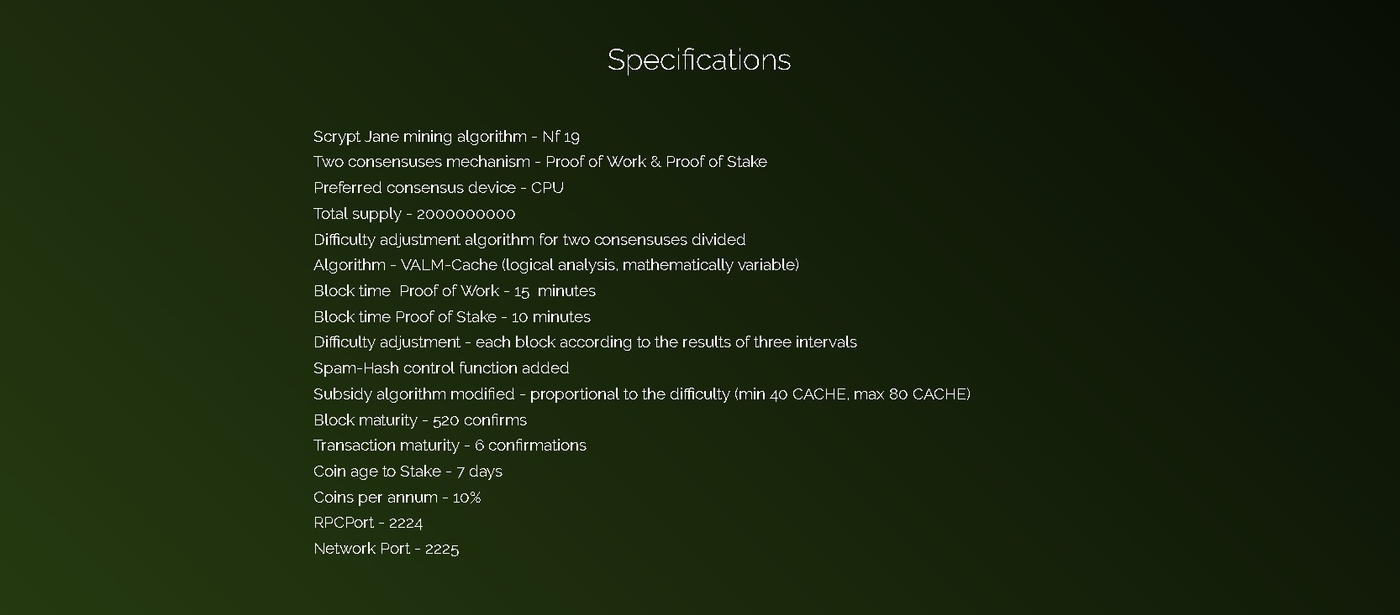 Specifications
Scrypt Jane mining algorithm - Nf 19
Two consensuses mechanism - Proof of Work & Proof of Stake
Preferred consensus device - CPU
Total supply - 2000000000
Difficulty adjustment algorithm for two consensuses divided
Algorithm - VALM-Cache (logical analysis, mathematically variable)
Block time  Proof of Work - 15  minutes
Block time Proof of Stake - 10 minutes
Difficulty adjustment - each block according to the results of three intervals
Spam-Hash control function added
Subsidy algorithm modified - proportional to the difficulty (min 40 CACHE, max 80 CACHE)
Block maturity - 520 confirms
Transaction maturity - 6 confirmations
Coin age to Stake - 7 days
Coins per annum - 10%
RPCPort - 2224
Network Port - 2225